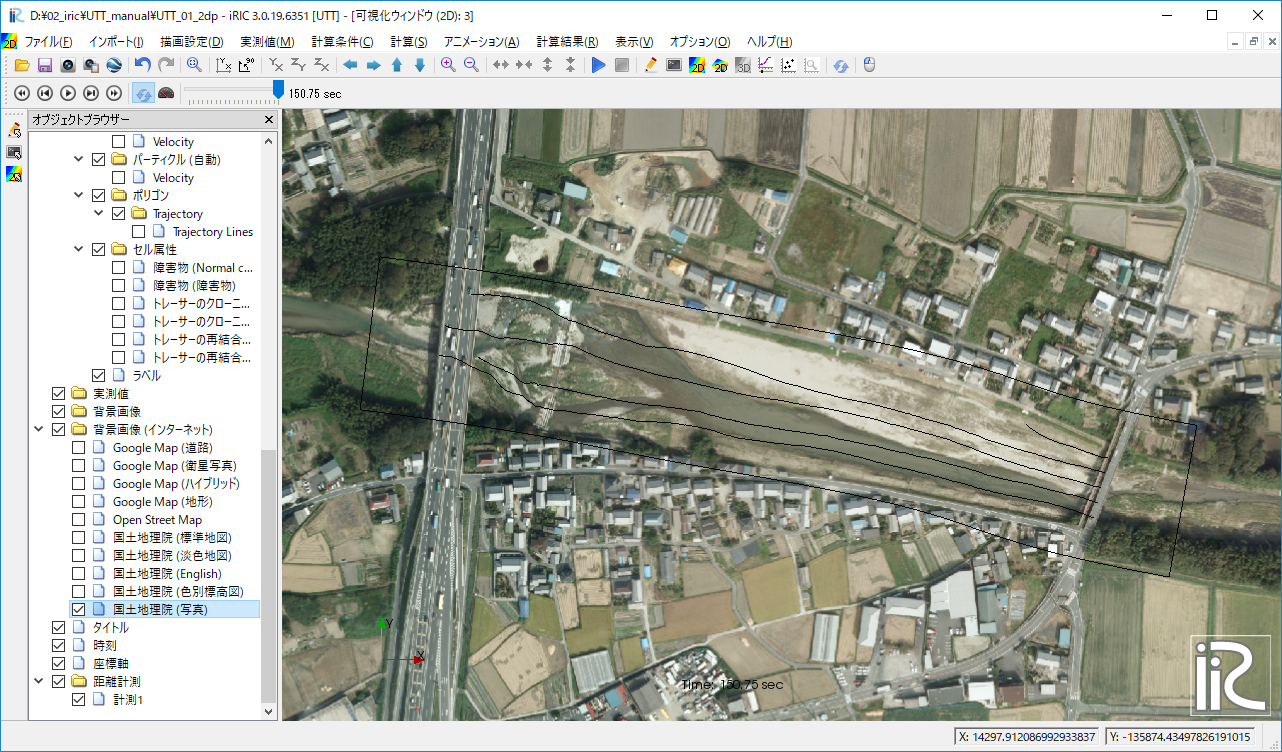 D:¥02_iric¥UTT_manual¥UTT_01_2dp - iRIC 3.0.19.6351 [UTT] - [可視化ウィンドウ (2D): 3]
ファイル(F) インポート(I) 描画設定(D) 実測値(M) 計算条件(C) 計算(S) アニメーション(A) 計算結果(R) 表示(V) オプション(O) ヘルプ(H)
150.75 sec
オブジェクトブラウザー
Velocity
パーティクル (自動)
Velocity
ポリゴン
Trajectory
Trajectory Lines
セル属性
障害物 (Normal c...
障害物 (障害物)
トレーサーのクローニ...
トレーサーのクローニ...
トレーサーの再結合...
トレーサーの再結合...
ラベル
実測値
背景画像
背景画像 (インターネット)
Google Map (道路)
Google Map (衛星写真)
Google Map (ハイブリッド)
Google Map (地形)
Open Street Map
国土地理院 (標準地図)
国土地理院 (淡色地図)
国土地理院 (English)
国土地理院 (色別標高図)
国土地理院 (写真)
タイトル
時刻
座標軸
距離計測
計測1
Y
X
Time: 150.75 sec
iRiC
X: 14297.912086992933837 Y: -135874.43497826191015